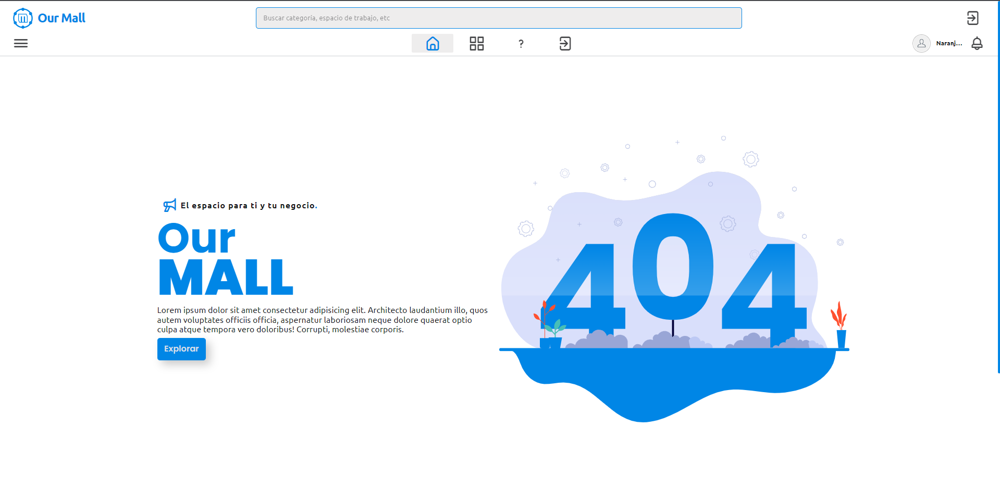 Our Mall
Buscar categoría, espacio de trabajo, etc
?
Naranj...
El espacio para ti y tu negocio.
Our
MALL
Lorem ipsum dolor sit amet consectetur adipisicing elit. Architecto laudantium illo, quos
autem voluptates officiis officia, aspernatur laboriosam neque dolore quaerat optio
culpa atque tempora vero doloribus! Corrupti, molestiae corporis.
Explorar
404